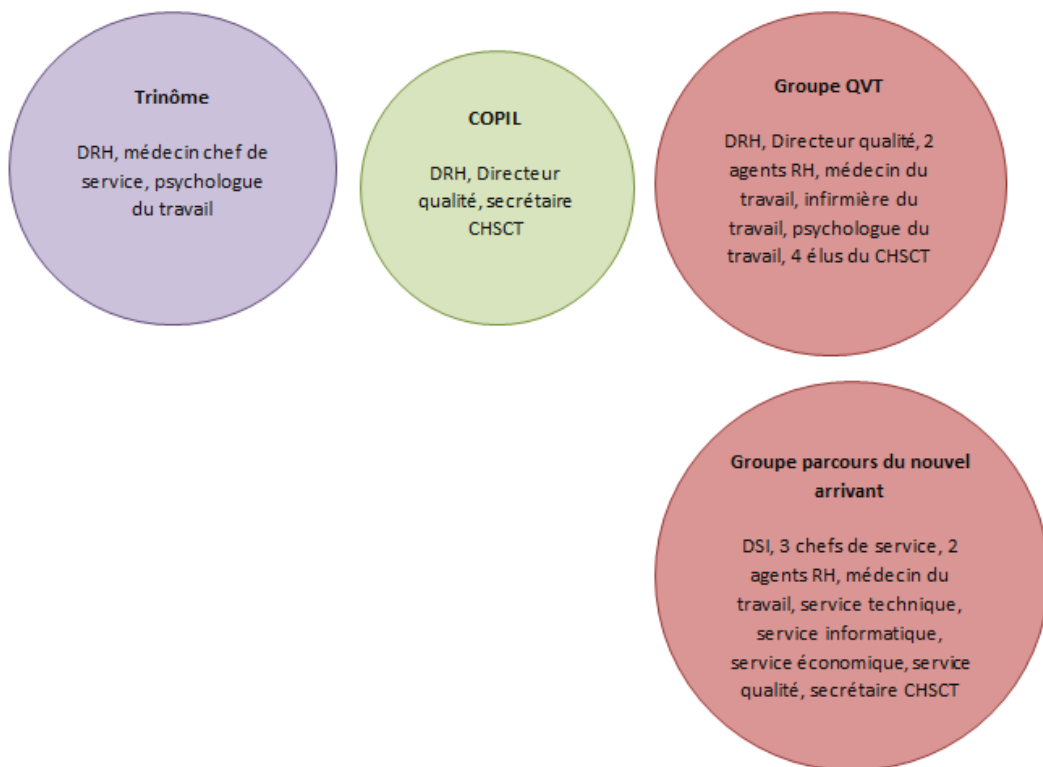 Trinôme
DRH, médecin chef de
service, psychologue
du travail
COPIL
DRH, Directeur
qualité, secrétaire
CHSCT
Groupe QVT
DRH, Directeur qualité, 2
agents RH, médecin du
travail, infirmière du
travail, psychologue du
travail, 4 élus du CHSCT
Groupe parcours du nouvel
arrivant
DSI, 3 chefs de service, 2
agents RH, médecin du
travail, service technique,
service informatique,
service économique, service
qualité, secrétaire CHSCT